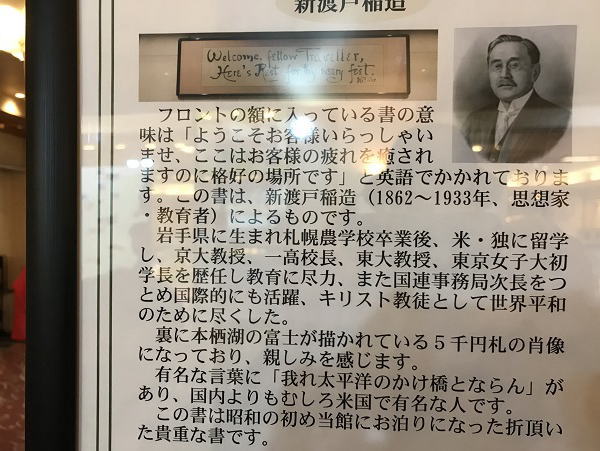 新渡戸稲造
Welcome, fellow Traveller,
Here's Rest for thy weary feet.
フロントの額に入っている書の意
味は「ようこそお客様いらっしゃい
ませ、ここはお客様の疲れを癒され
ますのに格好の場所です」と英語でかかれておりま
す。この書は、新渡戸稲造（1862～1933年、思想家
・教育者）によるものです。
岩手県に生まれ札幌農学校卒業後、米・独に留学
し、京大教授、一高校長、東大教授、東京女子大初
学長を歴任し教育に尽力、また国連事務局次長をつ
とめ国際的にも活躍、キリスト教徒として世界平和
のために尽くした。
裏に本栖湖の富士が描かれている５千円札の肖像
になっており、親しみを感じます。
有名な言葉に「我れ太平洋のかけ橋とならん」が
あり、国内よりもむしろ米国で有名な人です。
この書は昭和の初め当館にお泊りになった折頂い
た貴重な書です。